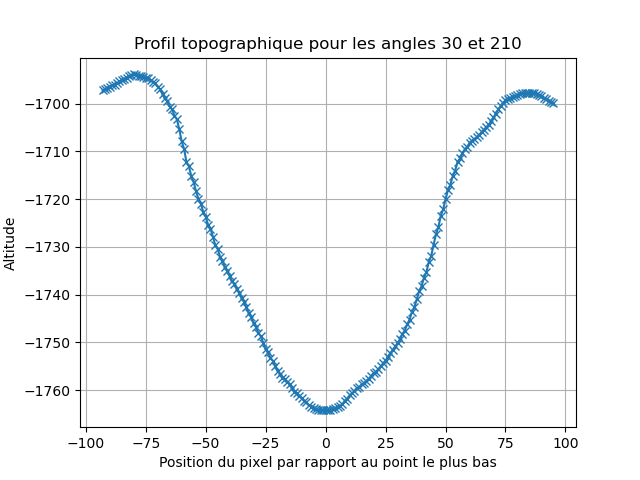 Profil topographique pour les angles 30 et 210
Altitude
−1700
−1710
−1720
−1730
−1740
−1750
−1760
−100 −75 −50 −25 0 25 50 75 100
Position du pixel par rapport au point le plus bas